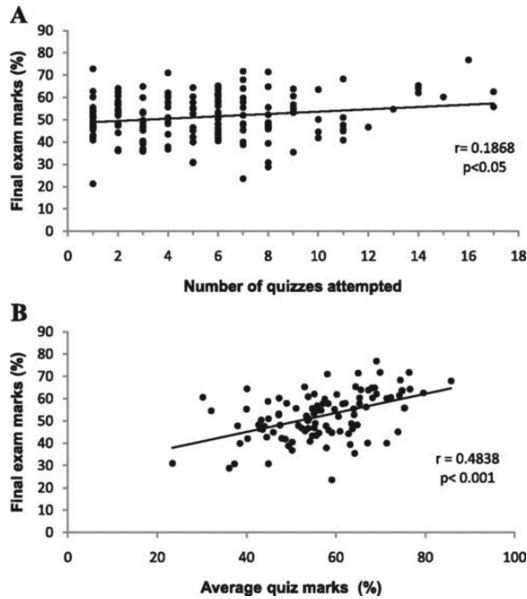 A
Final exam marks (%)
90
80
70
60
50
40
30
20
10
0
r= 0.1868
p<0.05
0 2 4 6 8 10 12 14 16 18
Number of quizzes attempted
B
Final exam marks (%)
90
80
70
60
50
40
30
20
10
0
r = 0.4838
p< 0.001
0 20 40 60 80 100
Average quiz marks (%)